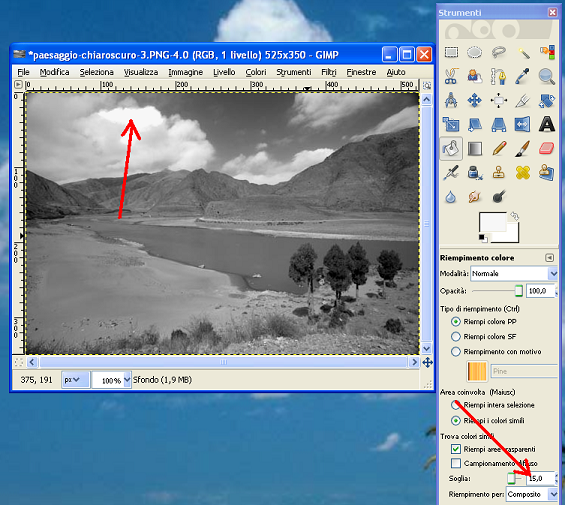 Strumenti
*paesaggio-chiaroscuro-3.PNG-4.0 (RGB, 1 livello) 525x350 - GIMP
File Modifica Seleziona Visualizza Immagine Livello Colori Strumenti Filtri Finestre Aiuto
0 100 200 300 400 500
100
200
300
375, 191 px 100% Sfondo (1,9 MB)
Riempimento colore
Modalità: Normale
Opacità: 100,0
Tipo di riempimento (Ctrl)
Riempi colore PP
Riempi colore SF
Riempimento con motivo
Pine
Area coinvolta (Maiusc)
Riempi intera selezione
Riempi i colori simili
Trova colori simili
Riempi aree trasparenti
Campionamento
Soglia: 15,0
Riempimento per: Composito